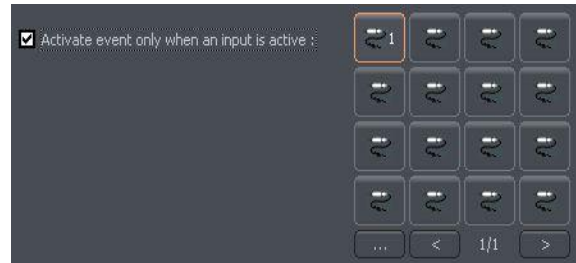 Activate event only when an input is active :
1
... < 1/1 >